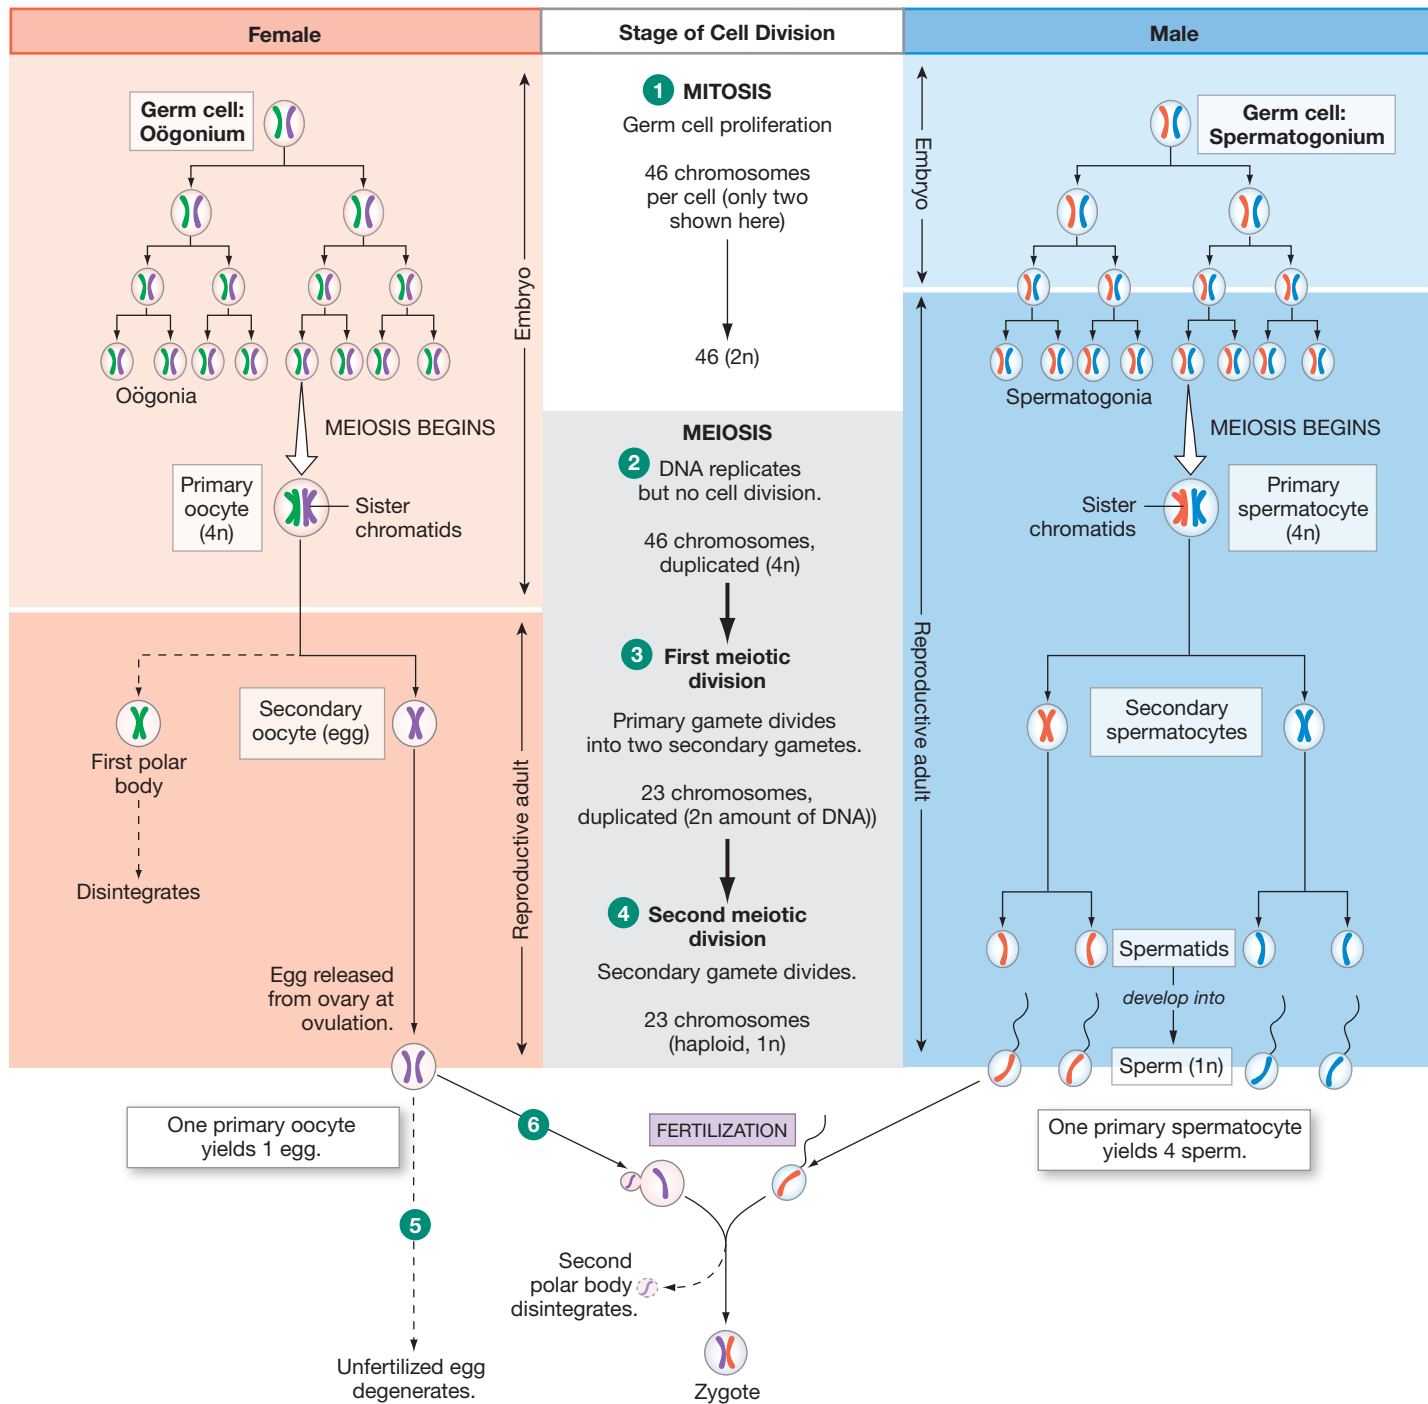 Female
Stage of Cell Division
Male
Germ cell:
Oögonium
Oögonia
MEIOSIS BEGINS
Primary
oocyte
(4n)
Sister
chromatids
Embryo
First polar
body
Disintegrates
Secondary
oocyte (egg)
Egg released
from ovary at
ovulation.
Reproductive adult
One primary oocyte
yields 1 egg.
1 MITOSIS
Germ cell proliferation
46 chromosomes
per cell (only two
shown here)
46 (2n)
MEIOSIS
2 DNA replicates
but no cell division.
46 chromosomes,
duplicated (4n)
3 First meiotic
division
Primary gamete divides
into two secondary gametes.
23 chromosomes,
duplicated (2n amount of DNA))
4 Second meiotic
division
Secondary gamete divides.
23 chromosomes
(haploid, 1n)
Embryo
Germ cell:
Spermatogonium
Spermatogonia
MEIOSIS BEGINS
Sister
chromatids
Primary
spermatocyte
(4n)
Reproductive adult
Secondary
spermatocytes
Spermatids
develop into
Sperm (1n)
One primary spermatocyte
yields 4 sperm.
6
FERTILIZATION
5
Second
polar body
disintegrates.
Unfertilized egg
degenerates.
Zygote